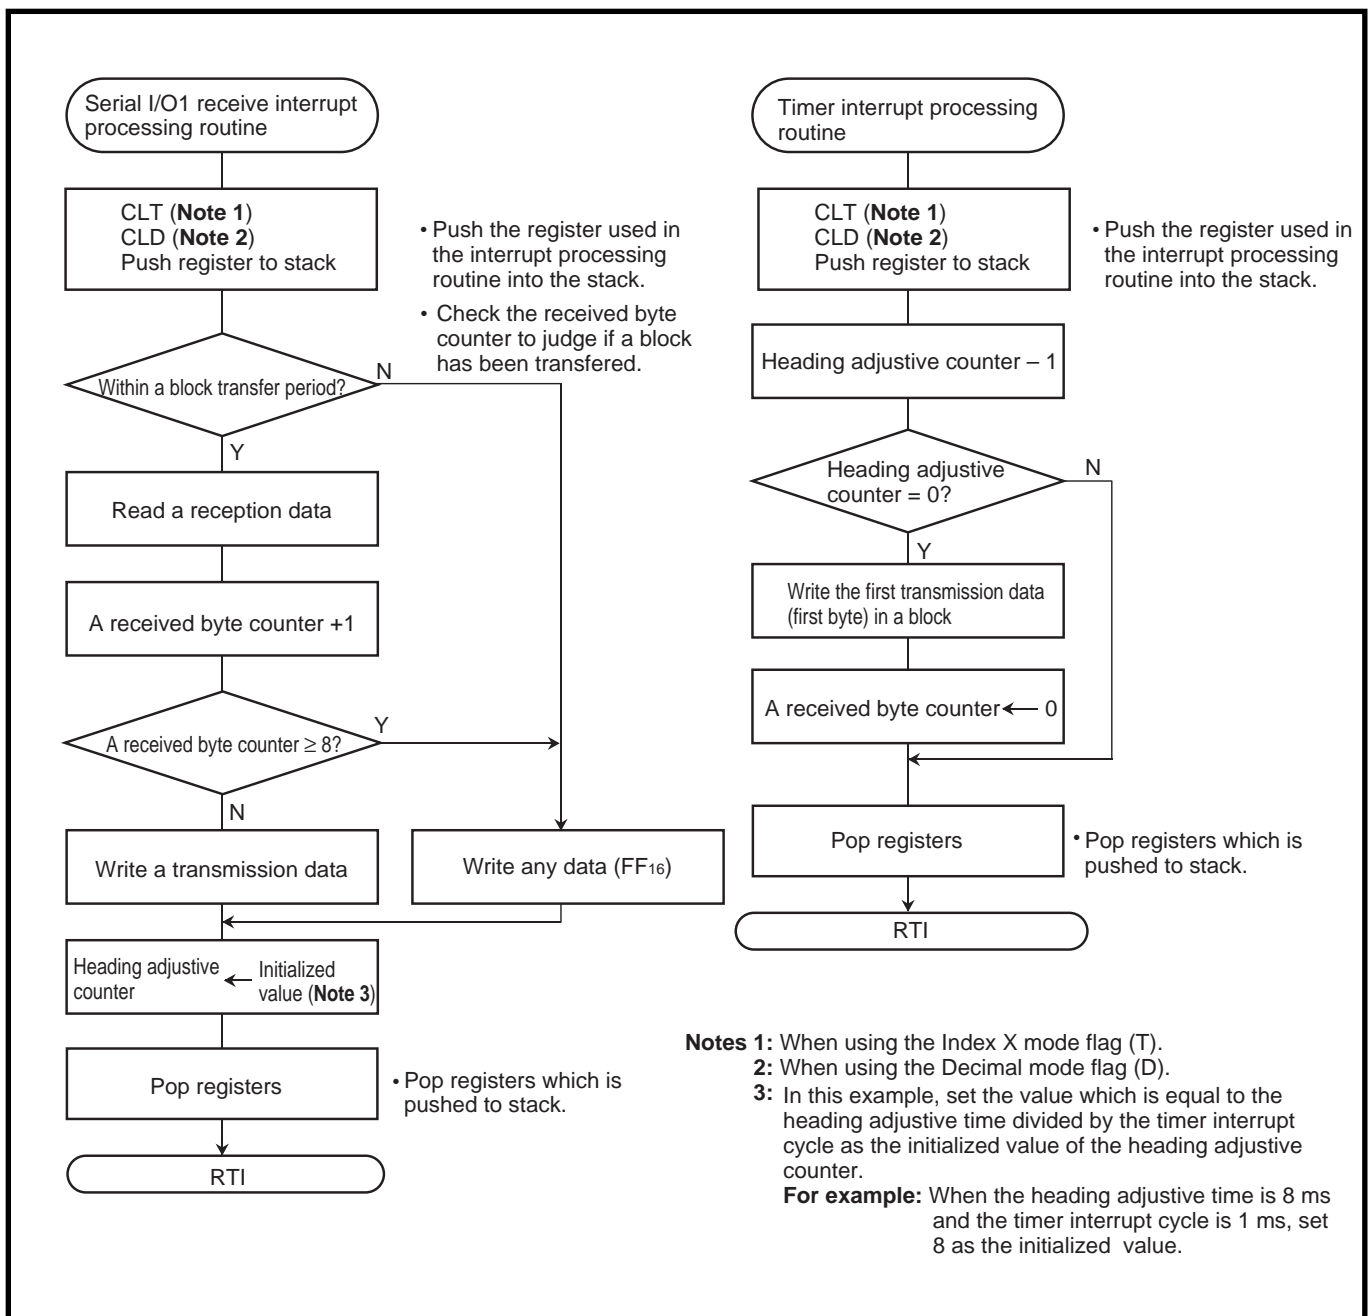 Serial I/O1 receive interrupt
processing routine
CLT (Note 1)
CLD (Note 2)
Push register to stack
• Push the register used in
the interrupt processing
routine into the stack.
• Check the received byte
counter to judge if a block
has been transfered.
Within a block transfer period?
N
Y
Read a reception data
A received byte counter +1
A received byte counter ≥ 8?
Y
N
Write a transmission data
Write any data (FF16)
Heading adjustive
counter
Initialized
value (Note 3)
Pop registers
• Pop registers which is
pushed to stack.
RTI
Timer interrupt processing
routine
CLT (Note 1)
CLD (Note 2)
Push register to stack
• Push the register used in
the interrupt processing
routine into the stack.
Heading adjustive counter – 1
Heading adjustive
counter = 0?
N
Y
Write the first transmission data
(first byte) in a block
A received byte counter ← 0
Pop registers
• Pop registers which is
pushed to stack.
RTI
Notes 1: When using the Index X mode flag (T).
2: When using the Decimal mode flag (D).
3: In this example, set the value which is equal to the
heading adjustive time divided by the timer interrupt
cycle as the initialized value of the heading adjustive
counter.
For example: When the heading adjustive time is 8 ms
and the timer interrupt cycle is 1 ms, set
8 as the initialized value.